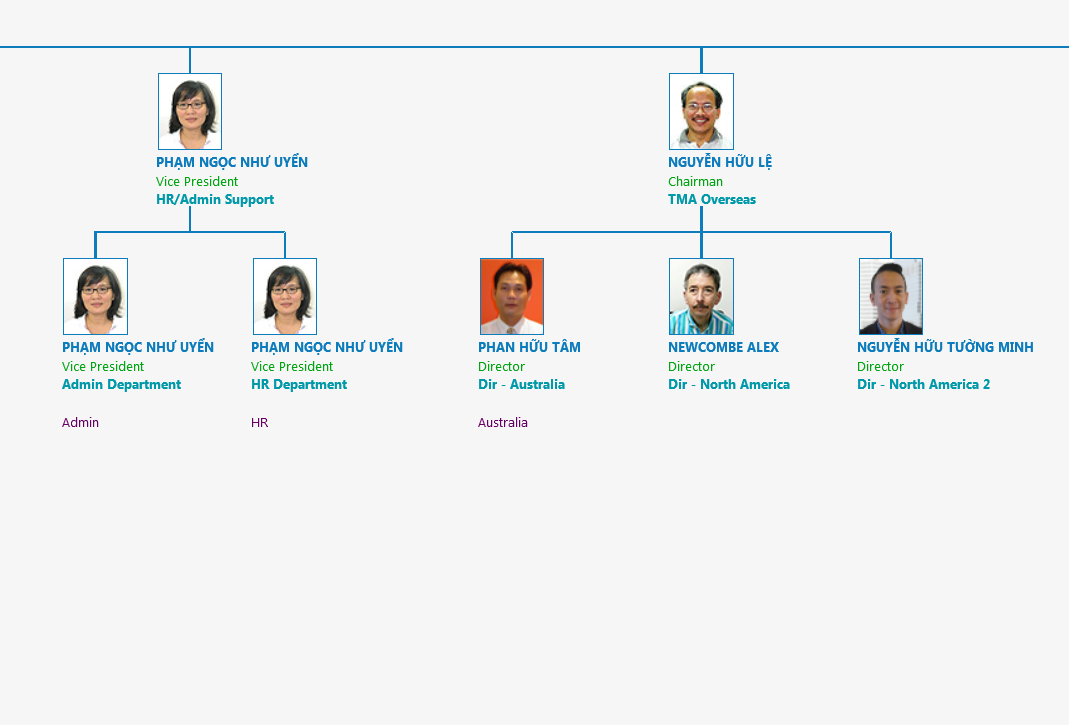 PHẠM NGỌC NHƯ UYỂN
Vice President
HR/Admin Support
NGUYỄN HỮU LỆ
Chairman
TMA Overseas
PHẠM NGỌC NHƯ UYỂN
Vice President
Admin Department
Admin
PHẠM NGỌC NHƯ UYỂN
Vice President
HR Department
HR
PHAN HỮU TÂM
Director
Dir - Australia
Australia
NEWCOMBE ALEX
Director
Dir - North America
NGUYỄN HỮU TƯỜNG MINH
Director
Dir - North America 2